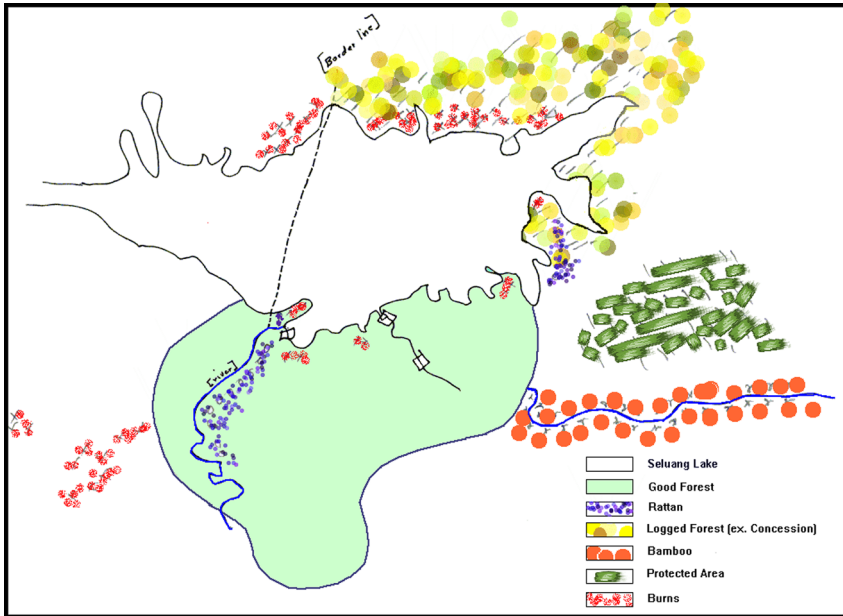 [Border line]
[river]
Seluang Lake
Good Forest
Rattan
Logged Forest (ex. Concession)
Bamboo
Protected Area
Burns